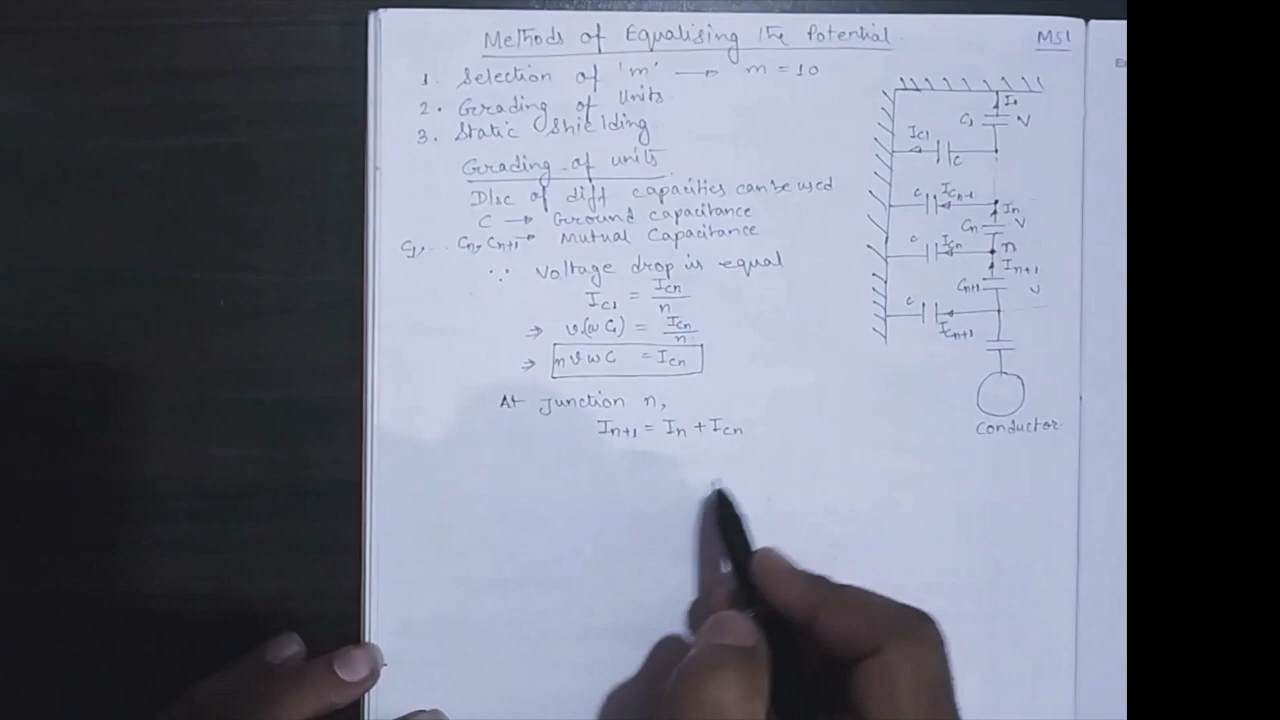 Methods of Equalising the Potential
MS1
1. Selection of 'm' → m = 10
2. Grading of Units
3. Static Shielding
Grading of units
Disc of diff capacities can be used
C → Ground capacitance
C1, ... Cn, Cn+1 → Mutual Capacitance
∵ Voltage drop is equal
Ic1 = Icn/n
⇒ v(ωC1) = Icn/n
⇒ nvωC = Icn
At junction n,
In+1 = In + Icn
I1
C1
V
Ic1
C
C
Icn-1
In
Cn
V
C
Icn
n
In+1
Cn+1
V
C
Icn+1
Conductor